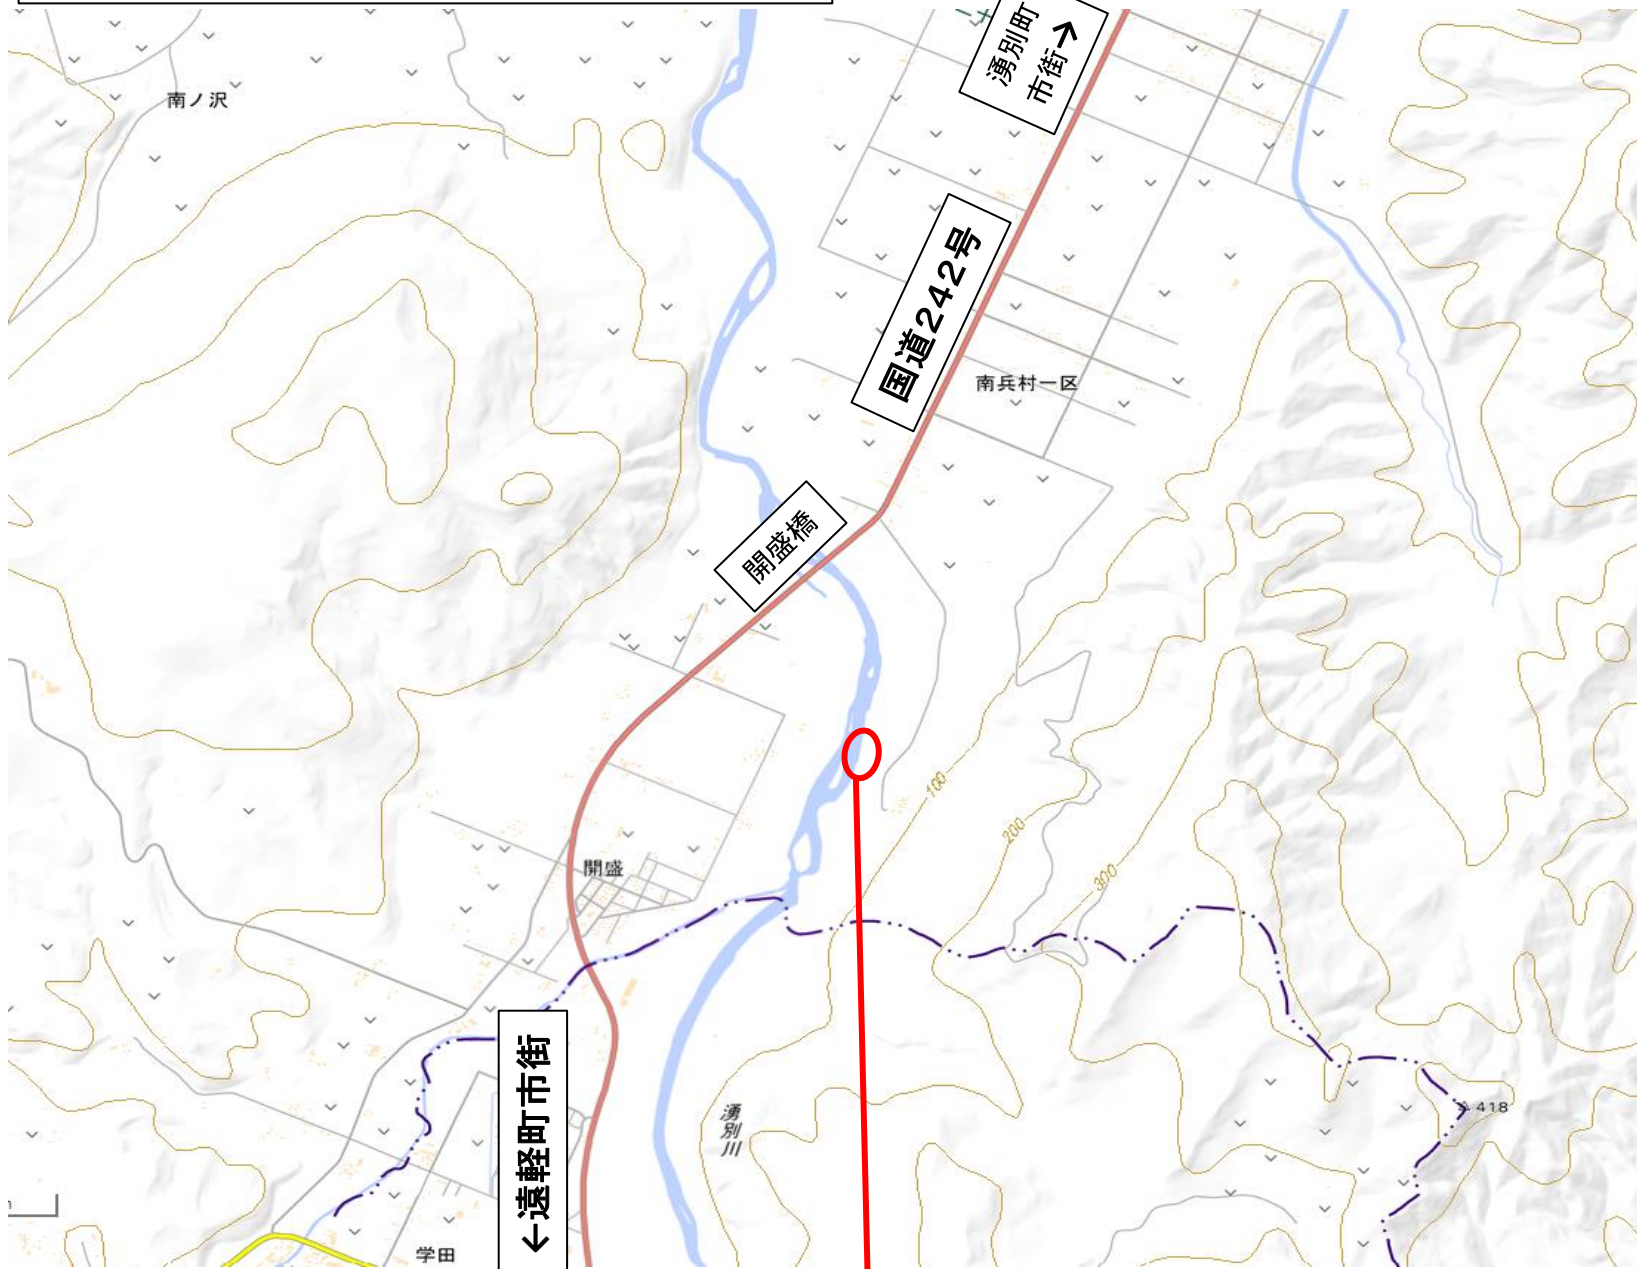 湧別町
市街→
南ノ沢
国道242号
南兵村一区
開盛橋
100
200
300
開盛
←遠軽町市街
湧別川
418
学田